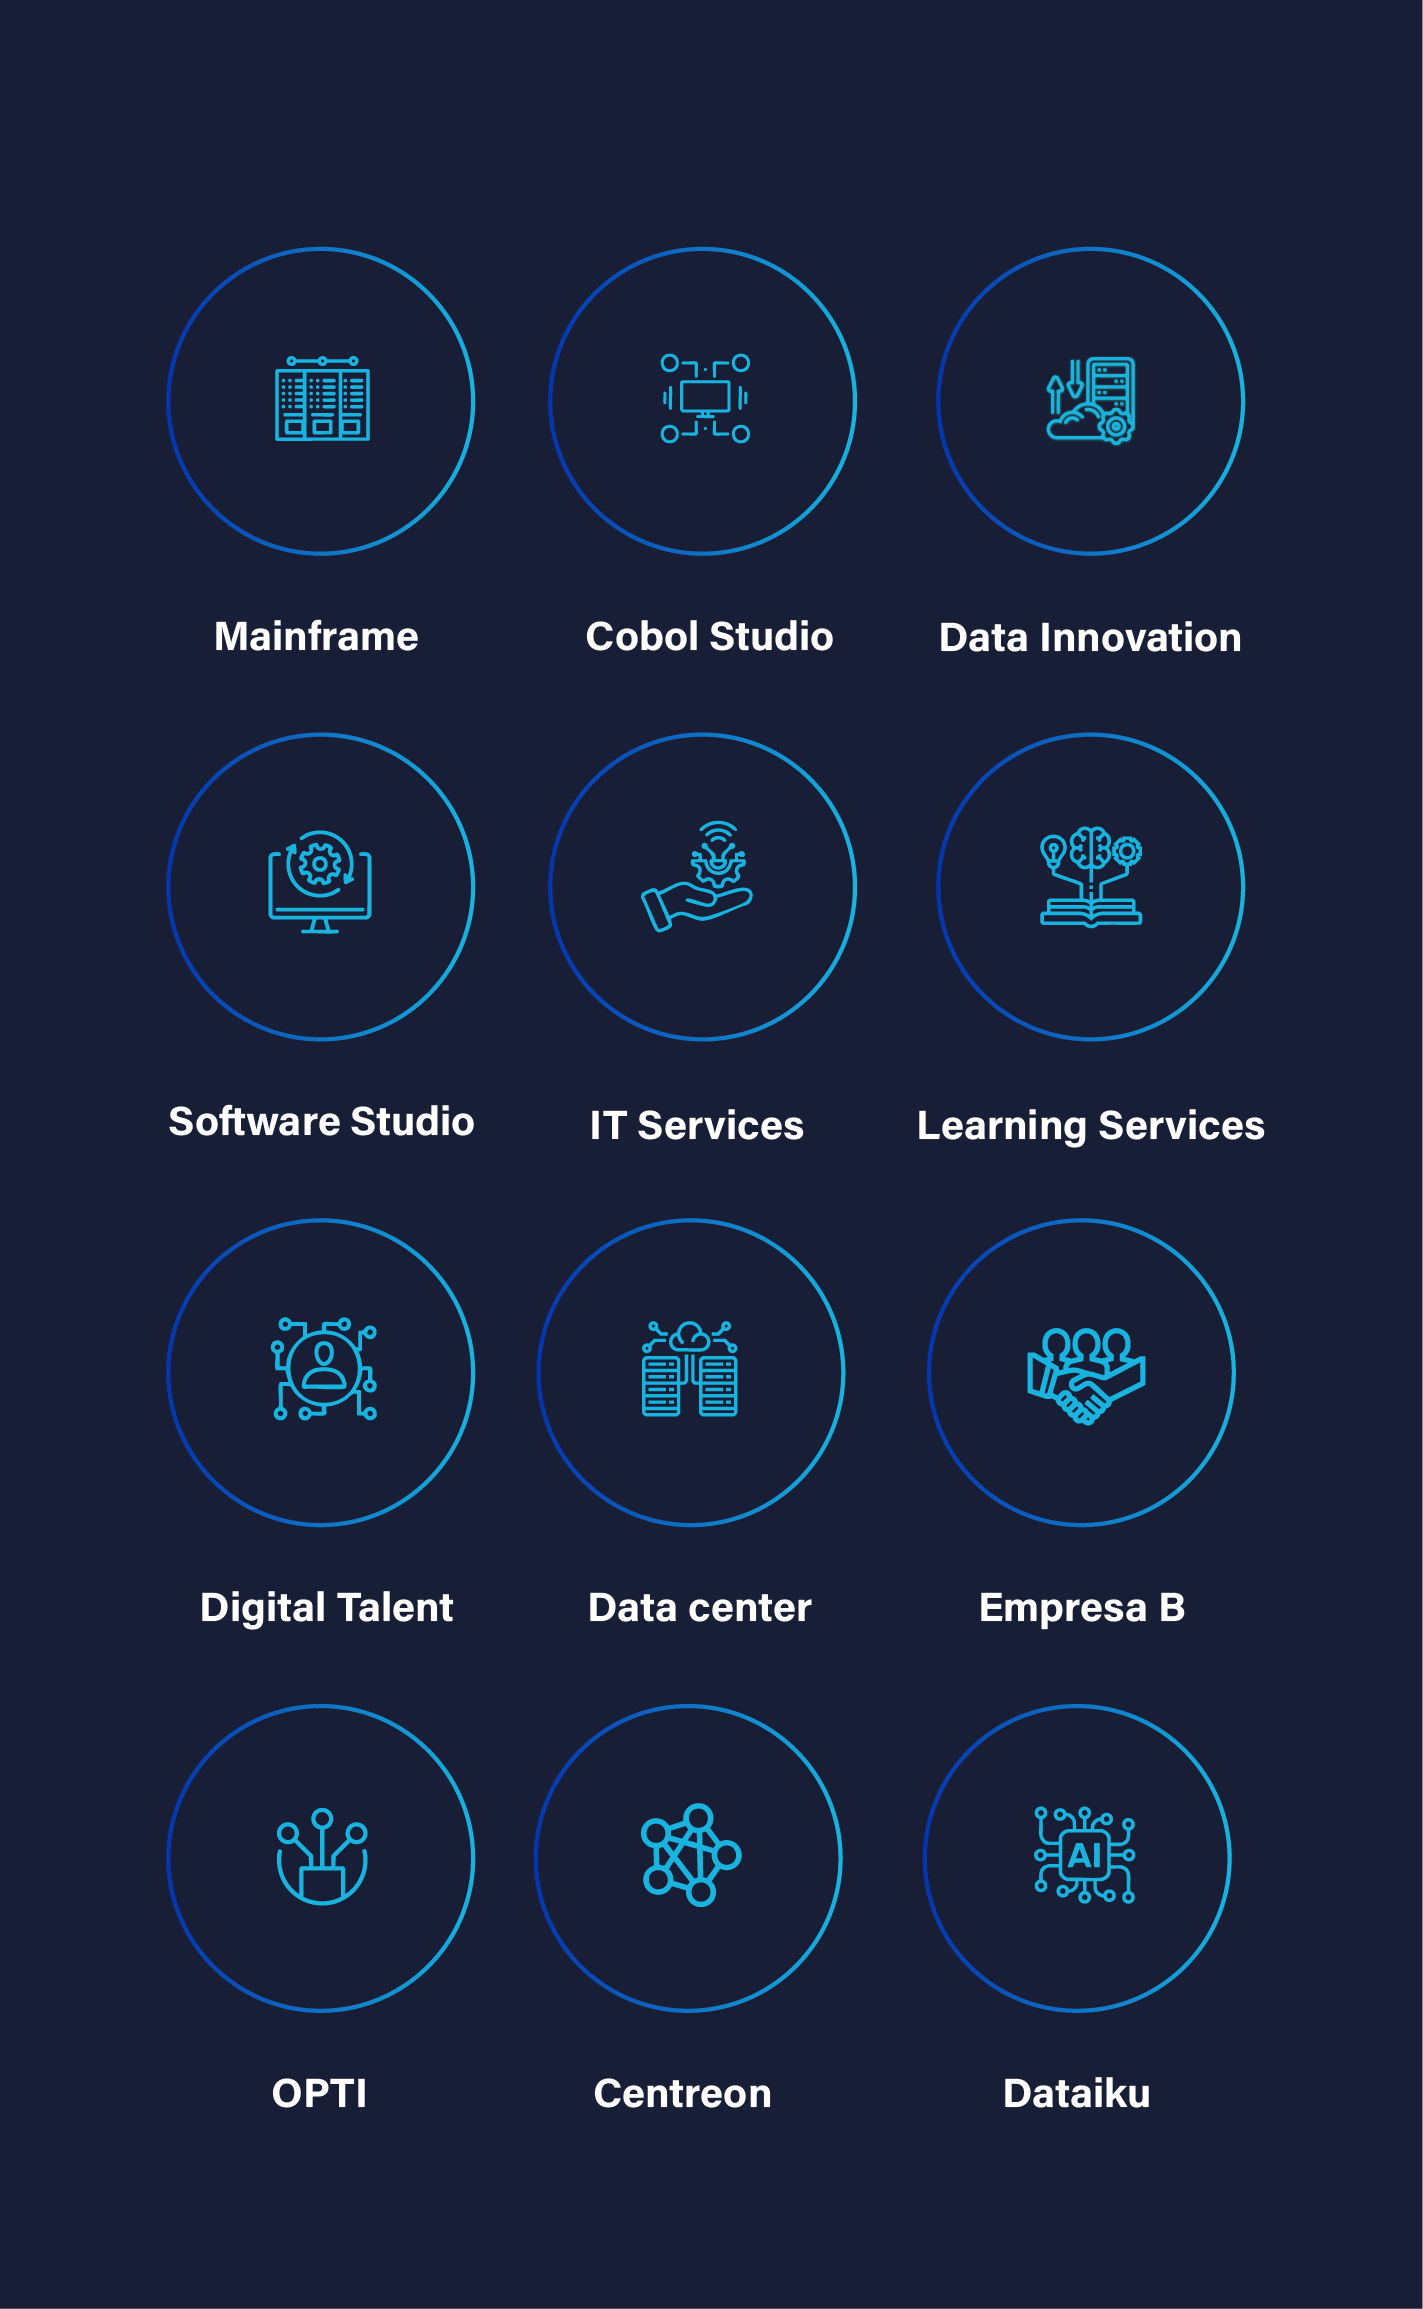 Mainframe
Cobol Studio
Data Innovation
Software Studio
IT Services
Learning Services
Digital Talent
Data center
Empresa B
OPTI
Centreon
AI
Dataiku